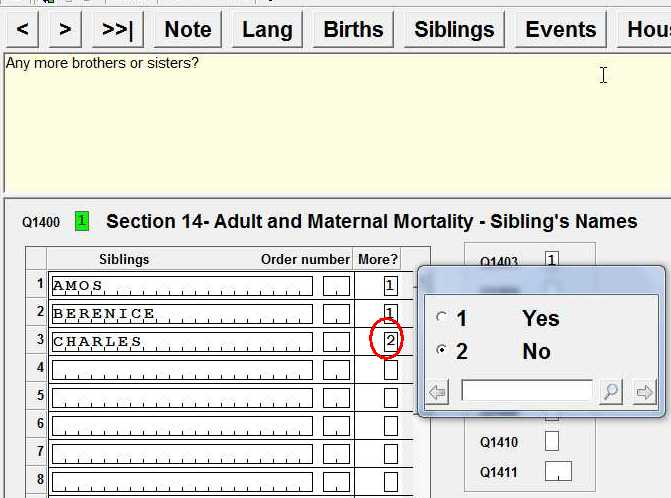 < > >>| Note Lang Births Siblings Events
Any more brothers or sisters?
Q1400 1 Section 14- Adult and Maternal Mortality - Sibling's Names
Siblings Order number More?
Q1403 1
1 AMOS 1
2 BERENICE 1
3 CHARLES 2
4
5
6
7
8
1 Yes
2 No
Q1410
Q1411